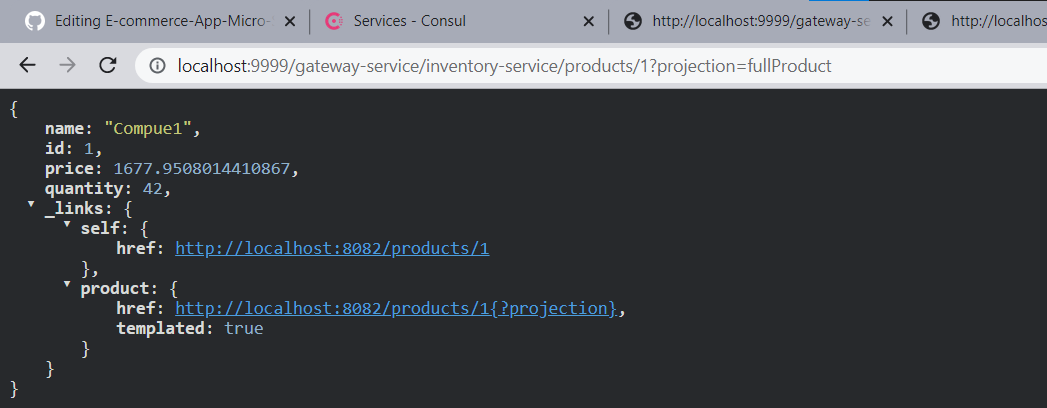 Editing E-commerce-App-Micro-
Services - Consul
http://localhost:9999/gateway-se
http://localhos
localhost:9999/gateway-service/inventory-service/products/1?projection=fullProduct
{
name: "Compue1",
id: 1,
price: 1677.9508014410867,
quantity: 42,
_links: {
self: {
href: http://localhost:8082/products/1
},
product: {
href: http://localhost:8082/products/1{?projection},
templated: true
}
}
}